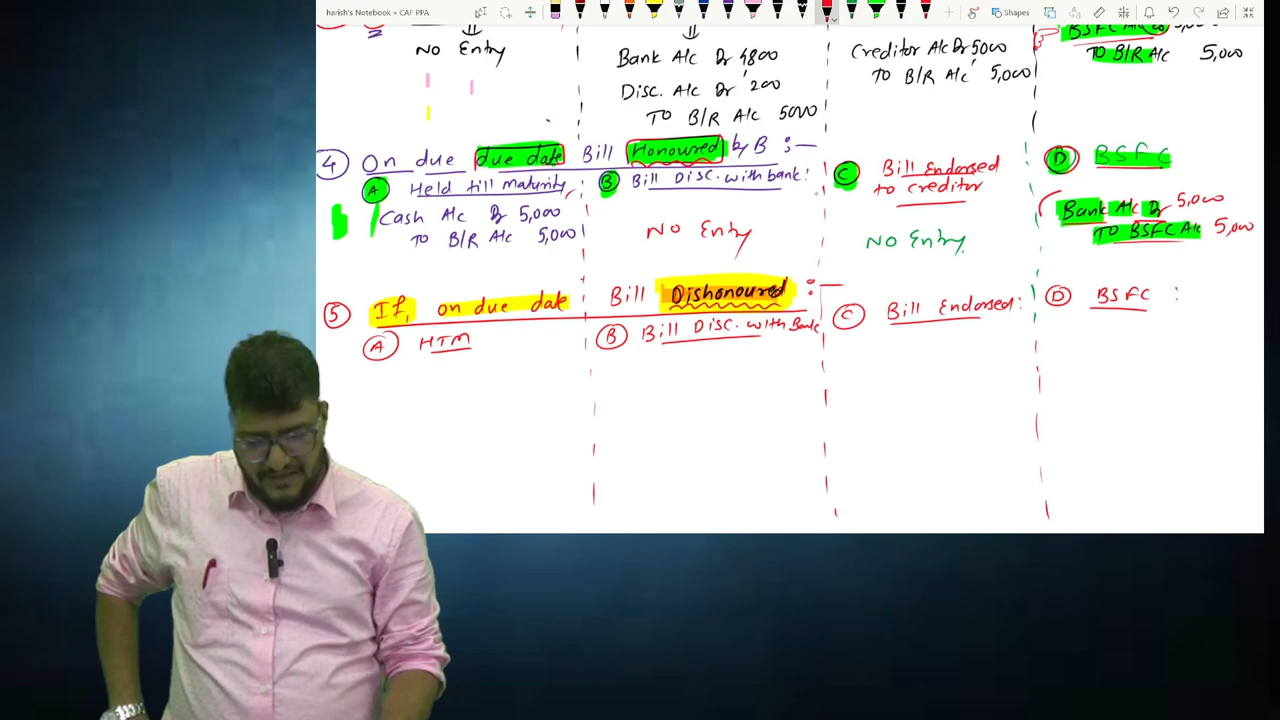 harish's Notebook » CAF PPA
Shapes
No Entry
Bank A/c Dr 4800
Disc. A/c Dr 200
To B/R A/c 5000
Creditor A/c Dr 5000
To B/R A/c 5,000
BSFC A/c
To B/R A/c 5,000
④ On due due date Bill Honoured by B :-
Ⓐ Held till maturity
Cash A/c Dr 5,000
To B/R A/c 5,000
Ⓑ Bill Disc. with bank:
No Entry
Ⓒ Bill Endorsed
to creditor
No Entry.
Ⓓ BSFC
Bank A/c Dr 5,000
To BSFC A/c 5,000
⑤ If, on due date Bill Dishonoured :-
Ⓐ HTM
Ⓑ Bill Disc. with Bank
Ⓒ Bill Endorsed:
Ⓓ BSFC :